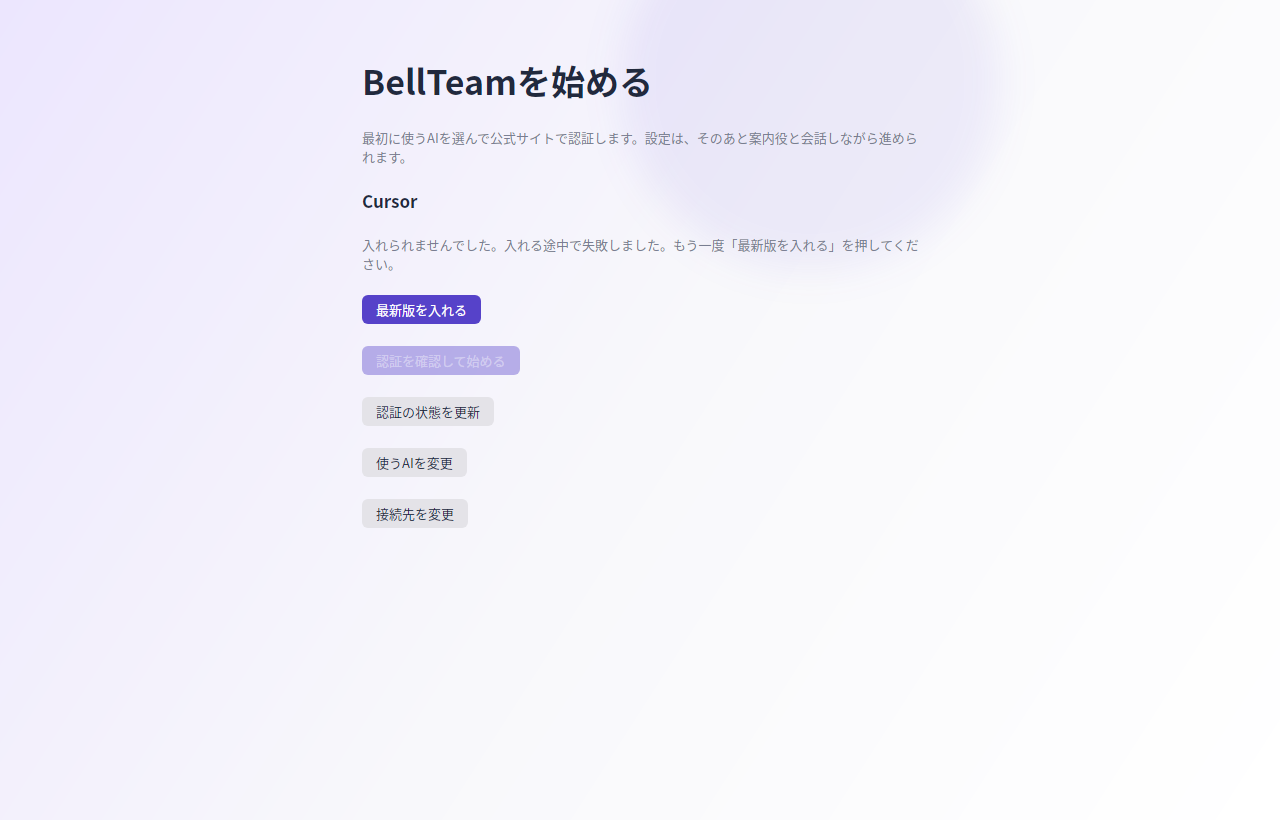 BellTeamを始める
最初に使うAIを選んで公式サイトで認証します。設定は、そのあと案内役と会話しながら進めら
れます。
Cursor
入れられませんでした。入れる途中で失敗しました。もう一度「最新版を入れる」を押してくだ
さい。
最新版を入れる
認証を確認して始める
認証の状態を更新
使うAIを変更
接続先を変更